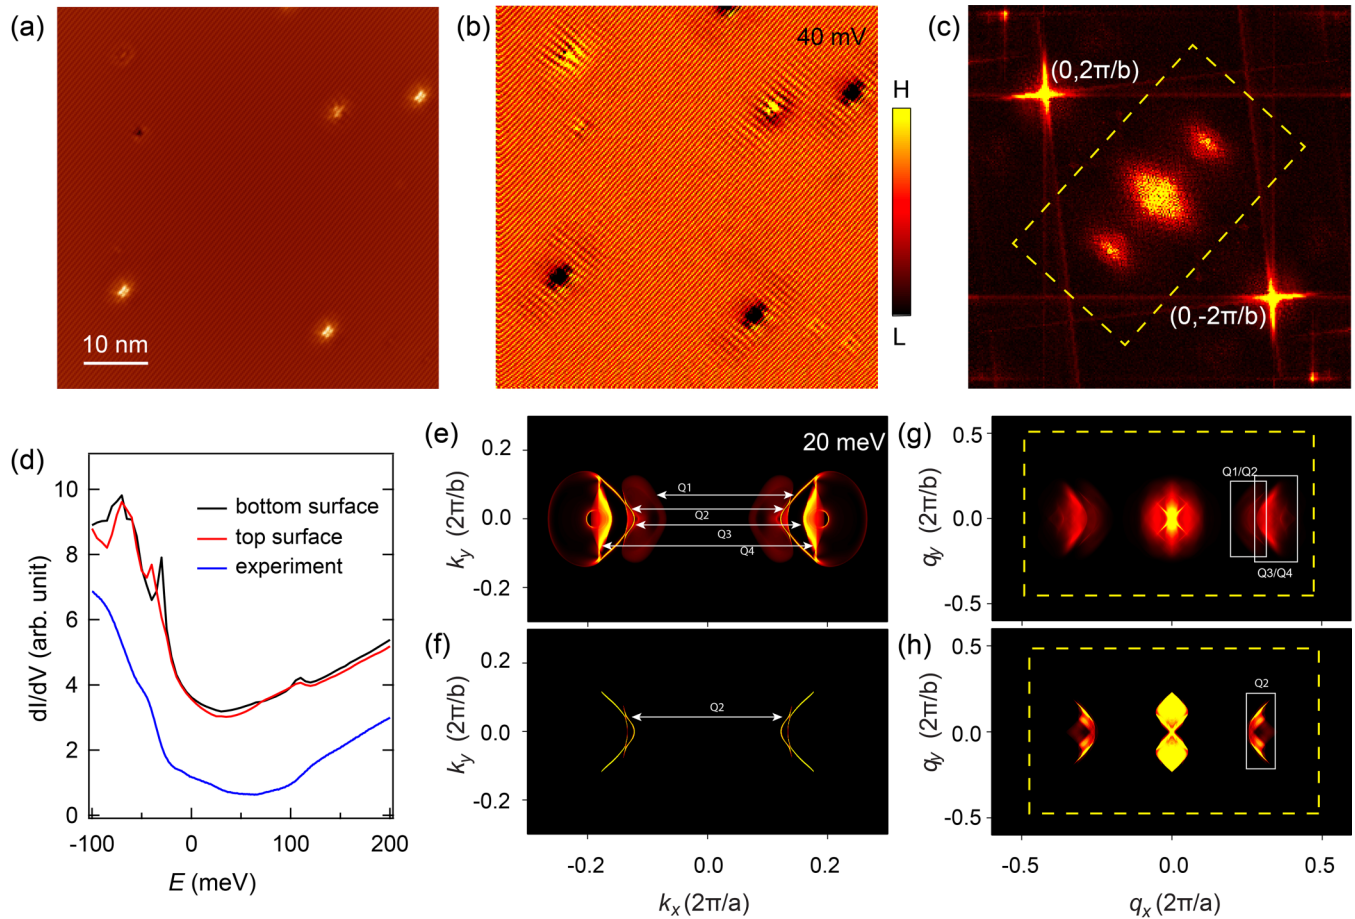 (a)
10 nm
(b)
40 mV
H
L
(c)
(0,2π/b)
(0,-2π/b)
(d)
dI/dV (arb. unit)
10
8
6
4
2
0
bottom surface
top surface
experiment
-100
0
100
200
E (meV)
(e)
20 meV
k_y (2π/b)
0.2
0.0
-0.2
Q1
Q2
Q3
Q4
(f)
k_y (2π/b)
0.2
0.0
-0.2
Q2
-0.2
0.0
0.2
k_x (2π/a)
(g)
q_y (2π/b)
0.5
0.0
-0.5
Q1/Q2
Q3/Q4
(h)
q_y (2π/b)
0.5
0.0
-0.5
Q2
-0.5
0.0
0.5
q_x (2π/a)